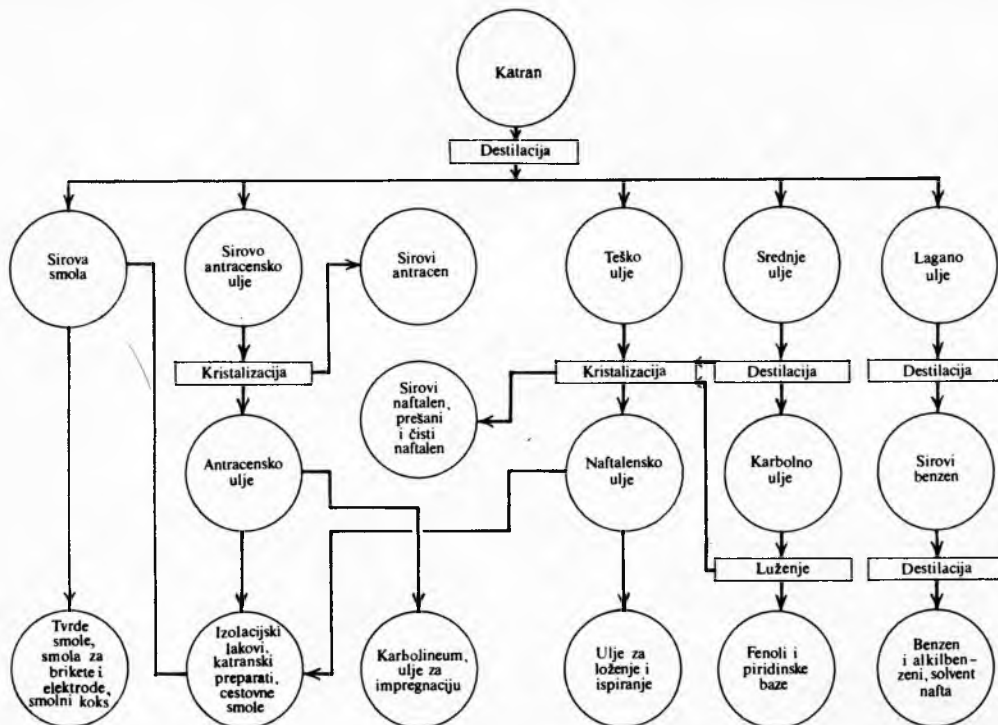 Katran
Destilacija
Sirova
smola
Sirovo
antracensko
ulje
Sirovi
antracen
Teško
ulje
Srednje
ulje
Lagano
ulje
Kristalizacija
Kristalizacija
Destilacija
Destilacija
Sirovi
naftalen,
prešani
i čisti
naftalen
Antracensko
ulje
Naftalensko
ulje
Karbolno
ulje
Sirovi
benzen
Luženje
Destilacija
Tvrde
smole,
smola za
brikete i
elektrode,
smolni koks
Izolacijski
lakovi,
katranski
preparati,
cestovne
smole
Karbolineum,
ulje za
impregnaciju
Ulje za
loženje i
ispiranje
Fenoli i
piridinske
baze
Benzen
i alkilben-
zeni, solvent
nafta